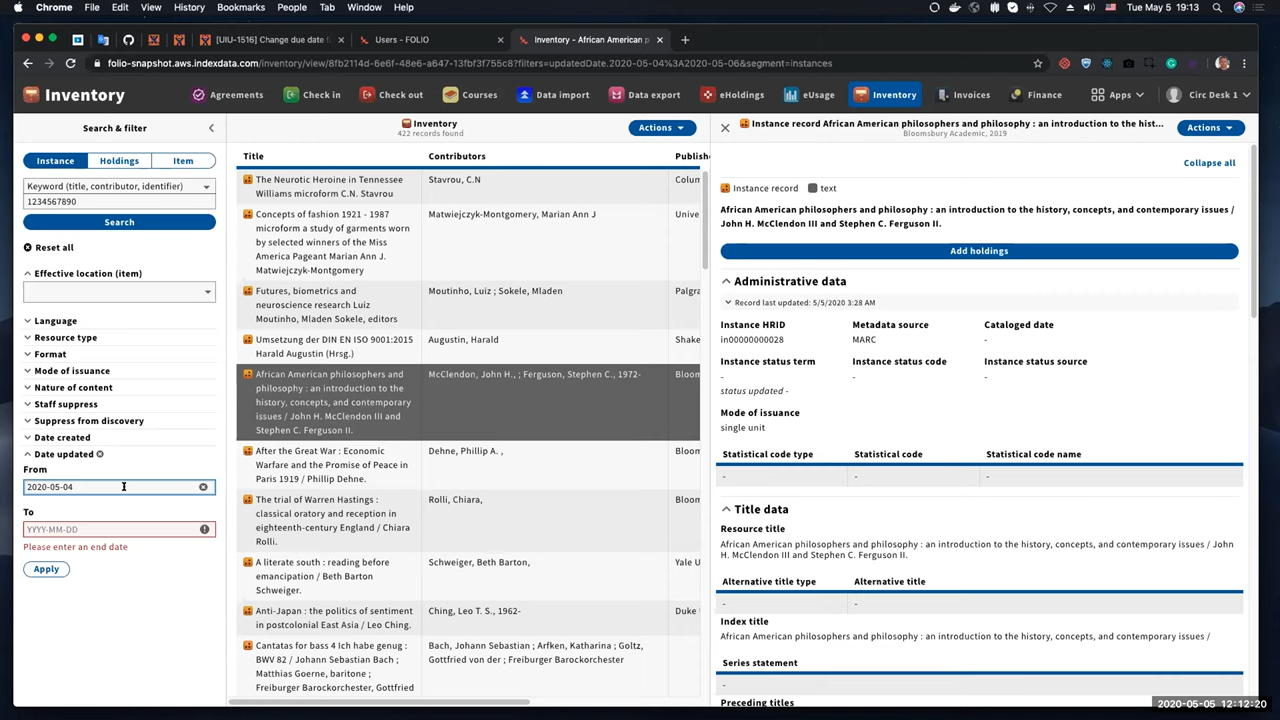 Chrome File Edit View History Bookmarks People Tab Window Help Tue May 5 19:13
[UIU-1516] Change due date f Users - FOLIO Inventory - African American p
folio-snapshot.aws.indexdata.com/inventory/view/8fb2114d-6e6f-48e6-a647-13fbf3f755c8?filters=updatedDate.2020-05-04%3A2020-05-06&segment=instances
Inventory Agreements Check in Check out Courses Data import Data export eHoldings eUsage Inventory Invoices Finance Apps Circ Desk 1
Search & filter
Instance Holdings Item
Keyword (title, contributor, identifier)
1234567890
Search
Reset all
Effective location (item)
Language
Resource type
Format
Mode of issuance
Nature of content
Staff suppress
Suppress from discovery
Date created
Date updated
From
2020-05-04
To
YYYY-MM-DD
Please enter an end date
Apply
Inventory
422 records found
Actions
Title Contributors Publish
The Neurotic Heroine in Tennessee Stavrou, C.N Colum
Williams microform C.N. Stavrou
Concepts of fashion 1921 - 1987 Matwiejczyk-Montgomery, Marian Ann J Unive
microform a study of garments worn
by selected winners of the Miss
America Pageant Marian Ann J.
Matwiejczyk-Montgomery
Futures, biometrics and Moutinho, Luiz ; Sokele, Mladen Palgra
neuroscience research Luiz
Moutinho, Mladen Sokele, editors
Umsetzung der DIN EN ISO 9001:2015 Augustin, Harald Shake
Harald Augustin (Hrsg.)
African American philosophers and McClendon, John H., ; Ferguson, Stephen C., 1972- Bloom
philosophy : an introduction to the
history, concepts, and contemporary
issues / John H. McClendon III and
Stephen C. Ferguson II.
After the Great War : Economic Dehne, Phillip A. , Bloom
Warfare and the Promise of Peace in
Paris 1919 / Phillip Dehne.
The trial of Warren Hastings : Rolli, Chiara, Bloom
classical oratory and reception in
eighteenth-century England / Chiara
Rolli.
A literate south : reading before Schweiger, Beth Barton, Yale U
emancipation / Beth Barton
Schweiger.
Anti-Japan : the politics of sentiment Ching, Leo T. S., 1962- Duke
in postcolonial East Asia / Leo Ching.
Cantatas for bass 4 Ich habe genug : Bach, Johann Sebastian ; Arfken, Katharina ; Goltz,
BWV 82 / Johann Sebastian Bach ; Gottfried von der ; Freiburger Barockorchester
Matthias Goerne, baritone ;
Freiburger Barockorchester, Gottfried
Instance record African American philosophers and philosophy : an introduction to the hist...
Bloomsbury Academic, 2019
Actions
Collapse all
Instance record text
African American philosophers and philosophy : an introduction to the history, concepts, and contemporary issues /
John H. McClendon III and Stephen C. Ferguson II.
Add holdings
Administrative data
Record last updated: 5/5/2020 3:28 AM
Instance HRID Metadata source Cataloged date
in00000000028 MARC -
Instance status term Instance status code Instance status source
- - -
status updated -
Mode of issuance
single unit
Statistical code type Statistical code Statistical code name
- - -
Title data
Resource title
African American philosophers and philosophy : an introduction to the history, concepts, and contemporary issues / John
H. McClendon III and Stephen C. Ferguson II.
Alternative title type Alternative title
- -
Index title
African American philosophers and philosophy : an introduction to the history, concepts, and contemporary issues /
Series statement
-
Preceding titles
2020-05-05 12:12:20